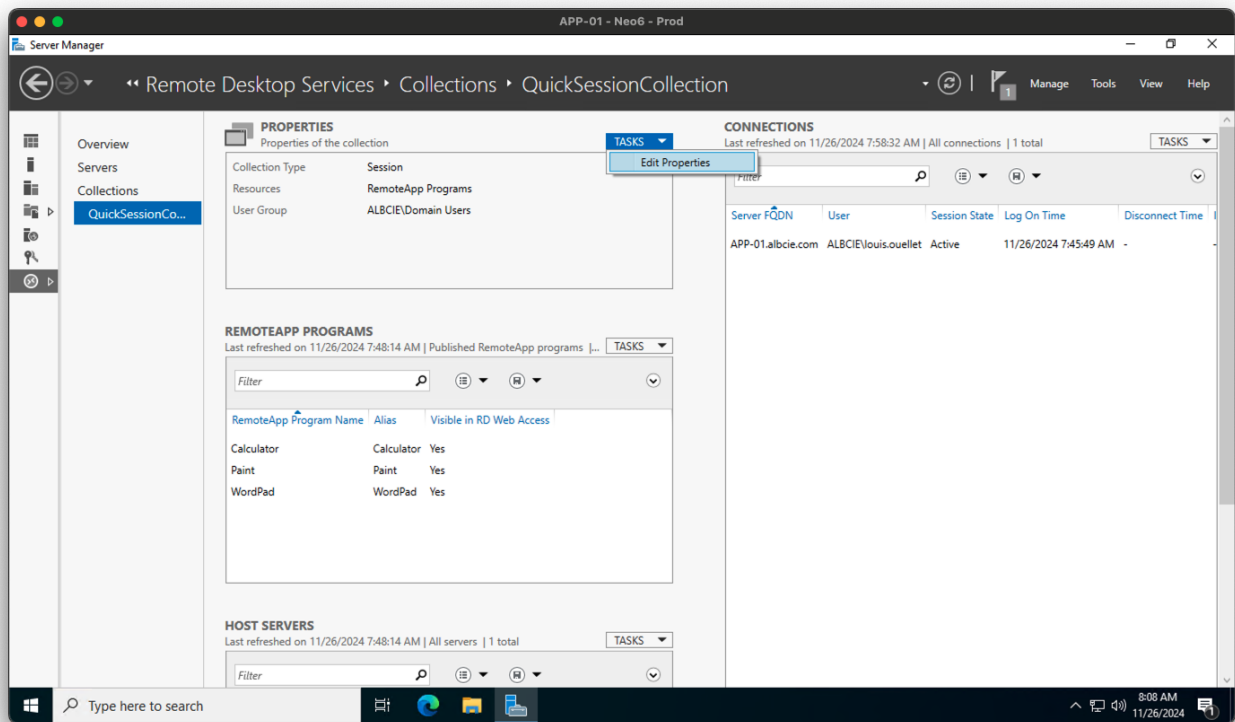 APP-01 - Neo6 - Prod
Server Manager
Remote Desktop Services Collections QuickSessionCollection
1 Manage Tools View Help
Overview
Servers
Collections
QuickSessionCo...
PROPERTIES
Properties of the collection
TASKS
Edit Properties
Collection Type Session
Resources RemoteApp Programs
User Group ALBCIE\Domain Users
REMOTEAPP PROGRAMS
Last refreshed on 11/26/2024 7:48:14 AM | Published RemoteApp programs |...
TASKS
Filter
RemoteApp Program Name Alias Visible in RD Web Access
Calculator Calculator Yes
Paint Paint Yes
WordPad WordPad Yes
HOST SERVERS
Last refreshed on 11/26/2024 7:48:14 AM | All servers | 1 total
TASKS
Filter
CONNECTIONS
Last refreshed on 11/26/2024 7:58:32 AM | All connections | 1 total
TASKS
Filter
Server FQDN User Session State Log On Time Disconnect Time
APP-01.albcie.com ALBCIE\louis.ouellet Active 11/26/2024 7:45:49 AM - -
Type here to search
8:08 AM
11/26/2024
1